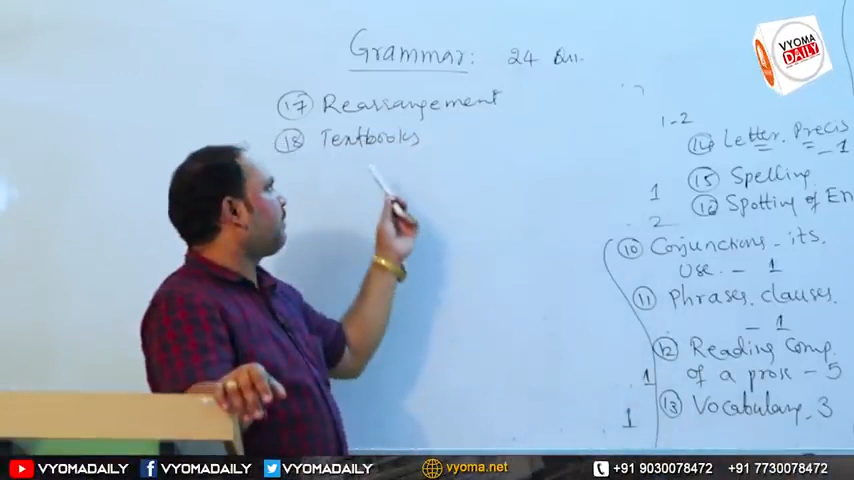 Grammar: 24
17 Rearrangement
18 Textbooks
1-2
14 Letter. Precis
- 1
1
15 Spelling
16 Spotting of En
2
10 Conjunctions - its.
use. - 1
11 Phrases. clauses.
- 1
12 Reading Comp.
1 of a prose - 5
1 13 Vocabulary - 3
VYOMA
DAILY
VYOMADAILY VYOMADAILY VYOMADAILY vyoma.net +91 9030078472 +91 7730078472